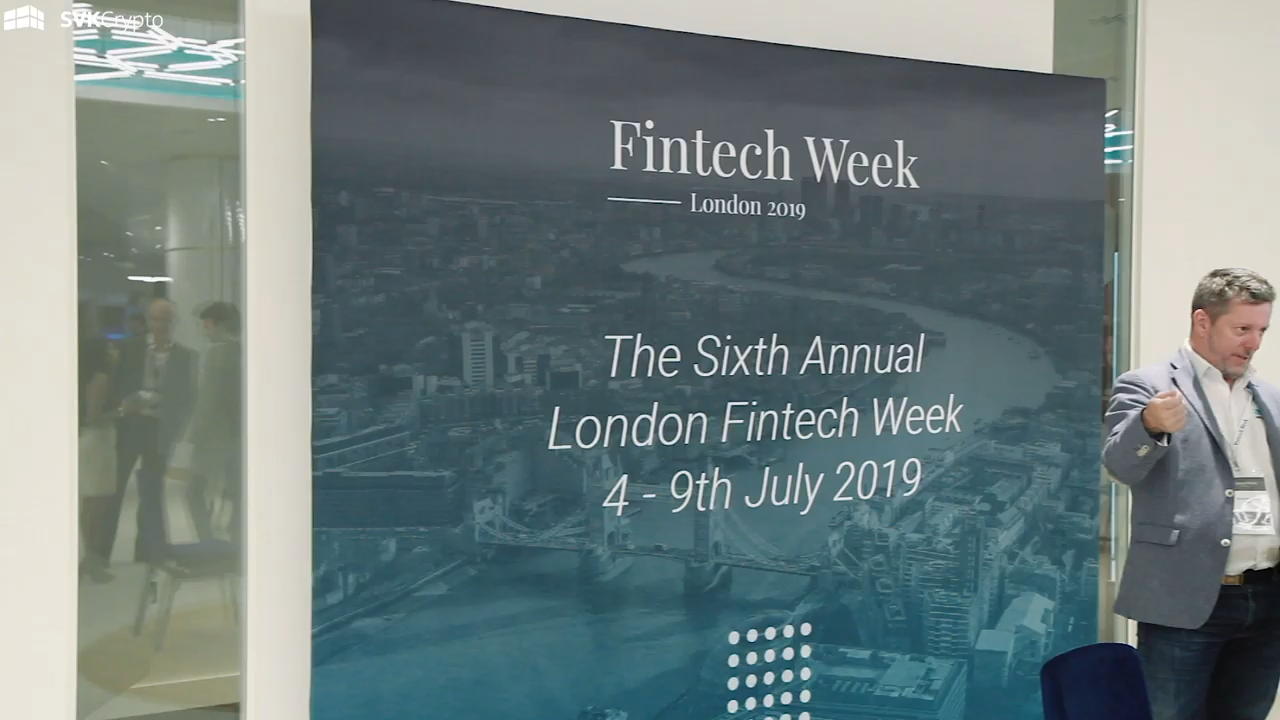 SVKCrypto
Fintech Week
London 2019
The Sixth Annual
London Fintech Week
4 - 9th July 2019